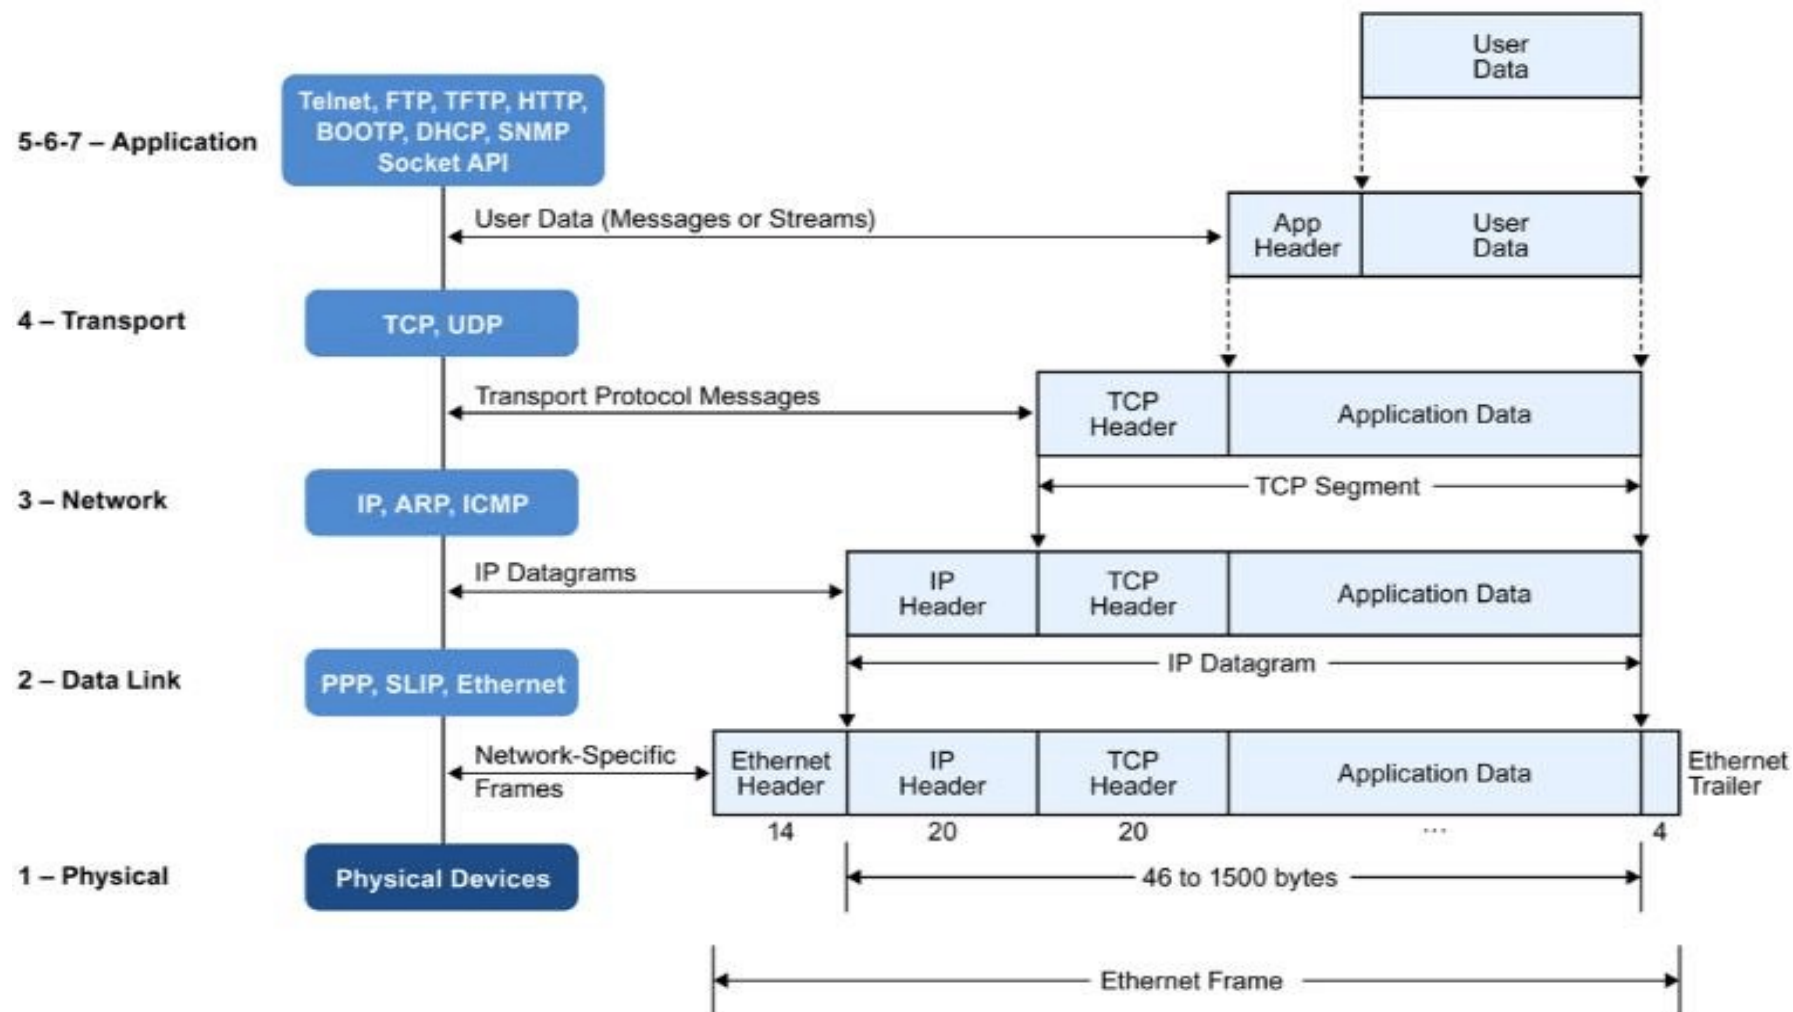 User
Data
Telnet, FTP, TFTP, HTTP,
BOOTP, DHCP, SNMP
Socket API
5-6-7 – Application
User Data (Messages or Streams)
App
Header
User
Data
4 – Transport
TCP, UDP
Transport Protocol Messages
TCP
Header
Application Data
TCP Segment
3 – Network
IP, ARP, ICMP
IP Datagrams
IP
Header
TCP
Header
Application Data
IP Datagram
2 – Data Link
PPP, SLIP, Ethernet
Network-Specific
Frames
Ethernet
Header
IP
Header
TCP
Header
Application Data
Ethernet
Trailer
14
20
20
...
4
1 – Physical
Physical Devices
46 to 1500 bytes
Ethernet Frame